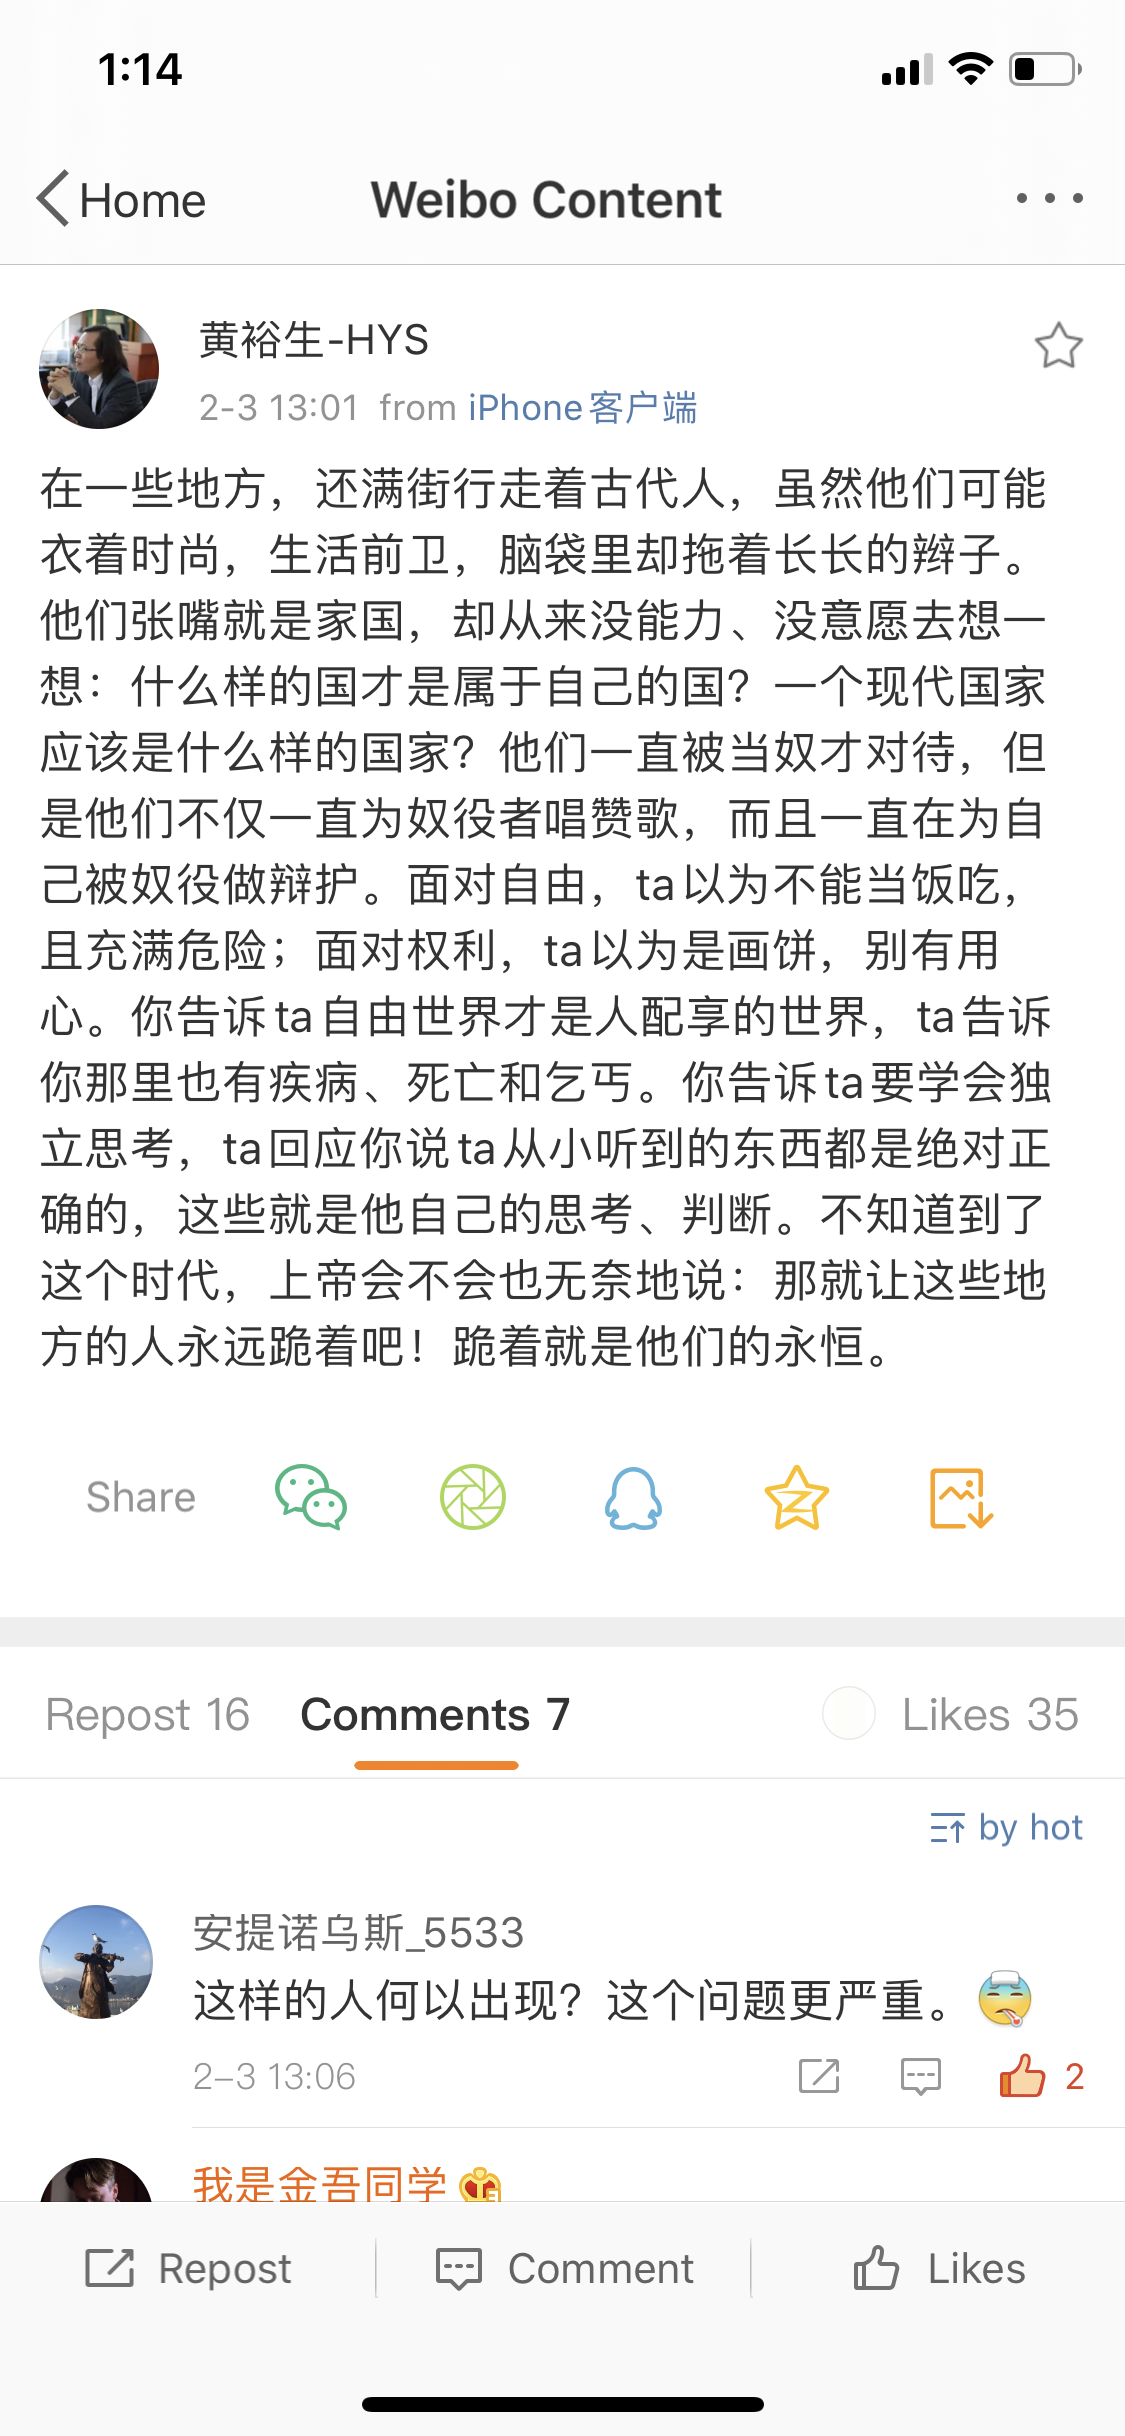 1:14
Home
Weibo Content
黄裕生-HYS
2-3 13:01 from iPhone客户端
在一些地方，还满街行走着古代人，虽然他们可能
衣着时尚，生活前卫，脑袋里却拖着长长的辫子。
他们张嘴就是家国，却从来没能力、没意愿去想一
想：什么样的国才是属于自己的国？一个现代国家
应该是什么样的国家？他们一直被当奴才对待，但
是他们不仅一直为奴役者唱赞歌，而且一直在为自
己被奴役做辩护。面对自由，ta以为不能当饭吃，
且充满危险；面对权利，ta以为是画饼，别有用
心。你告诉ta自由世界才是人配享的世界，ta告诉
你那里也有疾病、死亡和乞丐。你告诉ta要学会独
立思考，ta回应你说ta从小听到的东西都是绝对正
确的，这些就是他自己的思考、判断。不知道到了
这个时代，上帝会不会也无奈地说：那就让这些地
方的人永远跪着吧！跪着就是他们的永恒。
Share
Repost 16 Comments 7 Likes 35
by hot
安提诺乌斯_5533
这样的人何以出现？这个问题更严重。
2-3 13:06
2
我是金吾同学
Repost
Comment
Likes